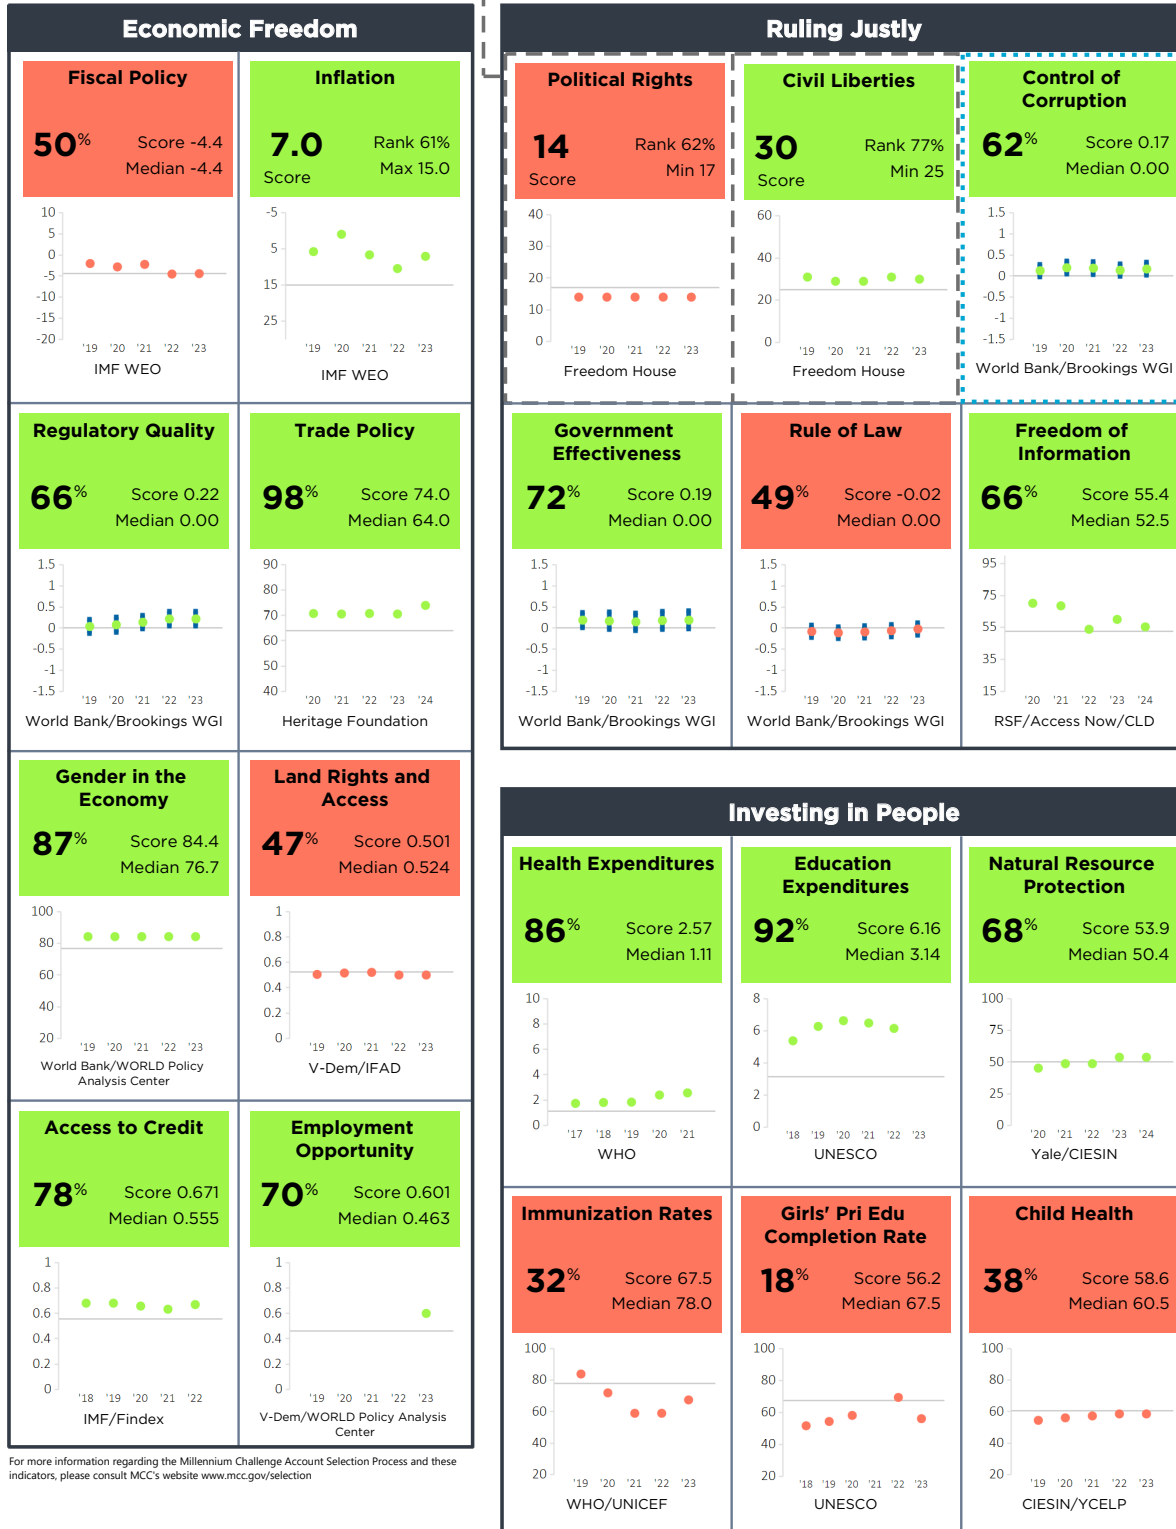 Economic Freedom
Fiscal Policy
50%
Score -4.4
Median -4.4
10
5
0
-5
-10
-15
-20
'19 '20 '21 '22 '23
IMF WEO
Inflation
7.0
Score
Rank 61%
Max 15.0
-5
5
15
25
'19 '20 '21 '22 '23
IMF WEO
Regulatory Quality
66%
Score 0.22
Median 0.00
1.5
1
0.5
0
-0.5
-1
-1.5
'19 '20 '21 '22 '23
World Bank/Brookings WGI
Trade Policy
98%
Score 74.0
Median 64.0
90
80
70
60
50
40
'20 '21 '22 '23 '24
Heritage Foundation
Gender in the
Economy
87%
Score 84.4
Median 76.7
100
80
60
40
20
'19 '20 '21 '22 '23
World Bank/WORLD Policy
Analysis Center
Land Rights and
Access
47%
Score 0.501
Median 0.524
1
0.8
0.6
0.4
0.2
0
'19 '20 '21 '22 '23
V-Dem/IFAD
Access to Credit
78%
Score 0.671
Median 0.555
1
0.8
0.6
0.4
0.2
0
'18 '19 '20 '21 '22
IMF/Findex
Employment
Opportunity
70%
Score 0.601
Median 0.463
1
0.8
0.6
0.4
0.2
0
'19 '20 '21 '22 '23
V-Dem/WORLD Policy Analysis
Center
For more information regarding the Millennium Challenge Account Selection Process and these
indicators, please consult MCC's website www.mcc.gov/selection
Ruling Justly
Political Rights
14
Score
Rank 62%
Min 17
40
30
20
10
0
'19 '20 '21 '22 '23
Freedom House
Civil Liberties
30
Score
Rank 77%
Min 25
60
40
20
0
'19 '20 '21 '22 '23
Freedom House
Control of
Corruption
62%
Score 0.17
Median 0.00
1.5
1
0.5
0
-0.5
-1
-1.5
'19 '20 '21 '22 '23
World Bank/Brookings WGI
Government
Effectiveness
72%
Score 0.19
Median 0.00
1.5
1
0.5
0
-0.5
-1
-1.5
'19 '20 '21 '22 '23
World Bank/Brookings WGI
Rule of Law
49%
Score -0.02
Median 0.00
1.5
1
0.5
0
-0.5
-1
-1.5
'19 '20 '21 '22 '23
World Bank/Brookings WGI
Freedom of
Information
66%
Score 55.4
Median 52.5
95
75
55
35
15
'20 '21 '22 '23 '24
RSF/Access Now/CLD
Investing in People
Health Expenditures
86%
Score 2.57
Median 1.11
10
8
6
4
2
0
'17 '18 '19 '20 '21
WHO
Education
Expenditures
92%
Score 6.16
Median 3.14
8
6
4
2
0
'18 '19 '20 '21 '22 '23
UNESCO
Natural Resource
Protection
68%
Score 53.9
Median 50.4
100
75
50
25
0
'20 '21 '22 '23 '24
Yale/CIESIN
Immunization Rates
32%
Score 67.5
Median 78.0
100
80
60
40
20
'19 '20 '21 '22 '23
WHO/UNICEF
Girls' Pri Edu
Completion Rate
18%
Score 56.2
Median 67.5
100
80
60
40
20
'18 '19 '20 '21 '22 '23
UNESCO
Child Health
38%
Score 58.6
Median 60.5
100
80
60
40
20
'19 '20 '21 '22 '23
CIESIN/YCELP